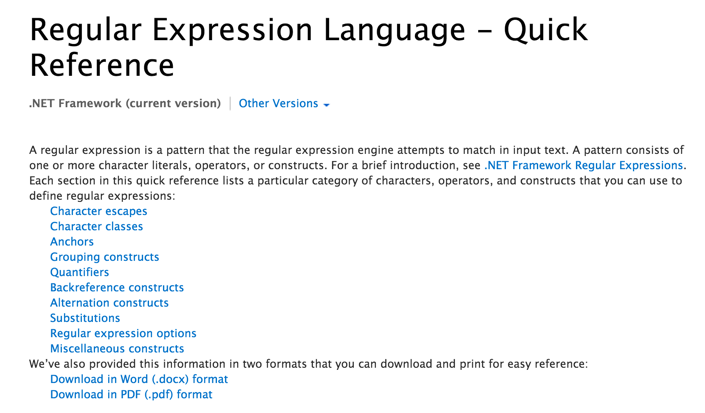 Regular Expression Language - Quick
Reference
.NET Framework (current version) | Other Versions
A regular expression is a pattern that the regular expression engine attempts to match in input text. A pattern consists of
one or more character literals, operators, or constructs. For a brief introduction, see .NET Framework Regular Expressions.
Each section in this quick reference lists a particular category of characters, operators, and constructs that you can use to
define regular expressions:
Character escapes
Character classes
Anchors
Grouping constructs
Quantifiers
Backreference constructs
Alternation constructs
Substitutions
Regular expression options
Miscellaneous constructs
We've also provided this information in two formats that you can download and print for easy reference:
Download in Word (.docx) format
Download in PDF (.pdf) format